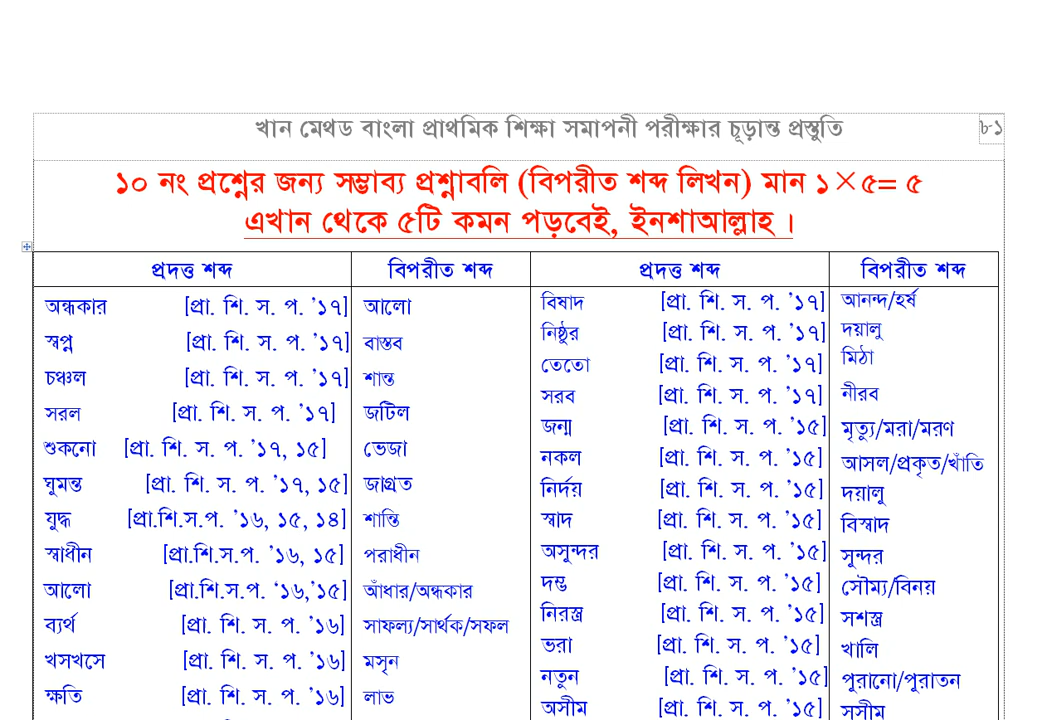 খান মেথড বাংলা প্রাথমিক শিক্ষা সমাপনী পরীক্ষার চূড়ান্ত প্রস্তুতি ৮১
১০ নং প্রশ্নের জন্য সম্ভাব্য প্রশ্নাবলি (বিপরীত শব্দ লিখন) মান ১×৫= ৫
এখান থেকে ৫টি কমন পড়বেই, ইনশাআল্লাহ ।
প্রদত্ত শব্দ বিপরীত শব্দ প্রদত্ত শব্দ বিপরীত শব্দ
অন্ধকার [প্রা. শি. স. প. ’১৭] আলো বিষাদ [প্রা. শি. স. প. ’১৭] আনন্দ/হর্ষ
স্বপ্ন [প্রা. শি. স. প. ’১৭] বাস্তব নিষ্ঠুর [প্রা. শি. স. প. ’১৭] দয়ালু
চঞ্চল [প্রা. শি. স. প. ’১৭] শান্ত তেতো [প্রা. শি. স. প. ’১৭] মিঠা
সরল [প্রা. শি. স. প. ’১৭] জটিল সরব [প্রা. শি. স. প. ’১৭] নীরব
শুকনো [প্রা. শি. স. প. ’১৭, ১৫] ভেজা জন্ম [প্রা. শি. স. প. ’১৫] মৃত্যু/মরা/মরণ
ঘুমন্ত [প্রা. শি. স. প. ’১৭, ১৫] জাগ্রত নকল [প্রা. শি. স. প. ’১৫] আসল/প্রকৃত/খাঁতি
যুদ্ধ [প্রা.শি.স.প. ’১৬, ১৫, ১৪] শান্তি নির্দয় [প্রা. শি. স. প. ’১৫] দয়ালু
স্বাধীন [প্রা.শি.স.প. ’১৬, ১৫] পরাধীন স্বাদ [প্রা. শি. স. প. ’১৫] বিস্বাদ
আলো [প্রা.শি.স.প. ‘১৬,’১৫] আঁধার/অন্ধকার অসুন্দর [প্রা. শি. স. প. ’১৫] সুন্দর
ব্যর্থ [প্রা. শি. স. প. ’১৬] সাফল্য/সার্থক/সফল দম্ভ [প্রা. শি. স. প. ’১৫] সৌম্য/বিনয়
খসখসে [প্রা. শি. স. প. ’১৬] মসৃন নিরস্ত্র [প্রা. শি. স. প. ’১৫] সশস্ত্র
ক্ষতি [প্রা. শি. স. প. ’১৬] লাভ ভরা [প্রা. শি. স. প. ’১৫] খালি
নতুন [প্রা. শি. স. প. ’১৫] পুরানো/পুরাতন
অসীম [প্রা. শি. স. প. ’১৫] সসীম